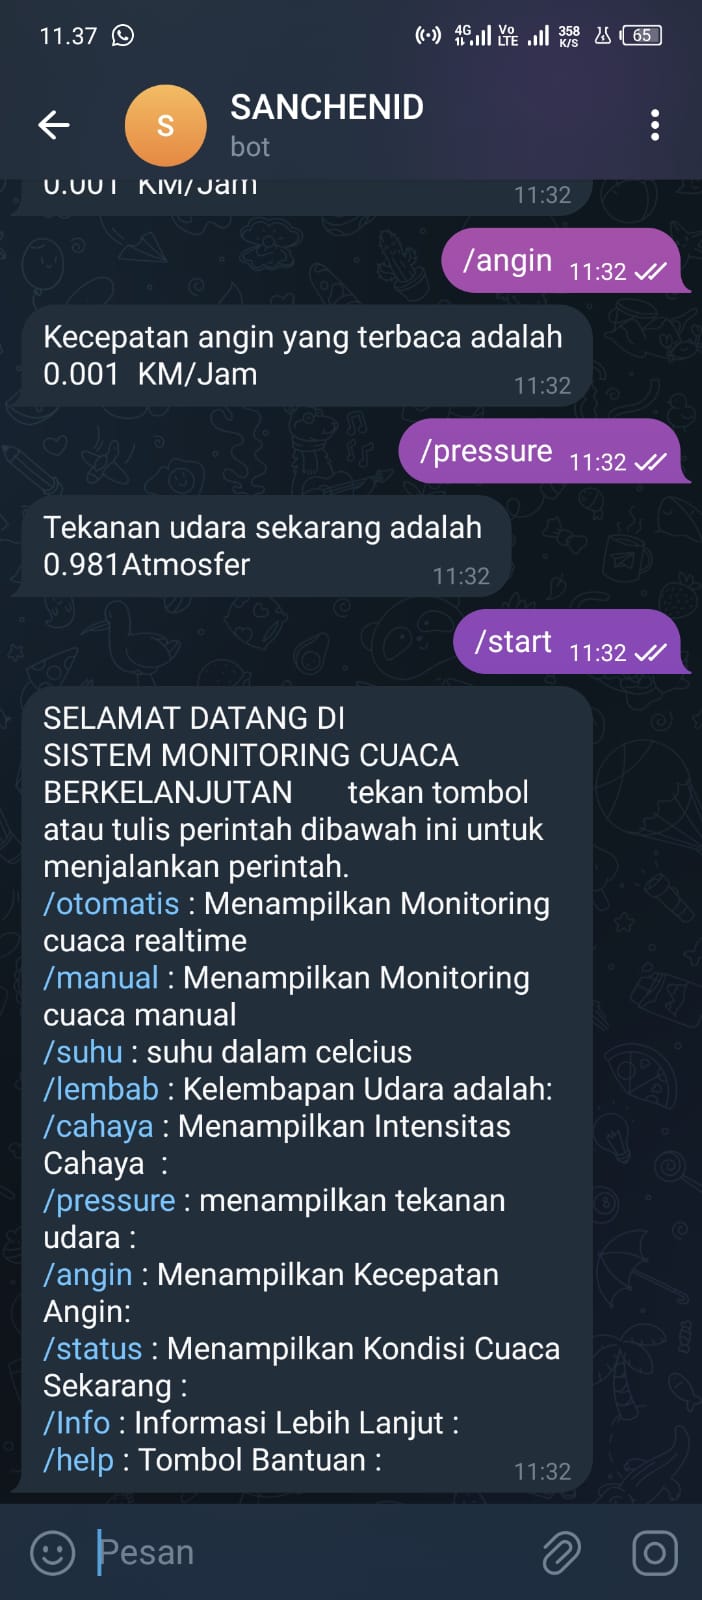 11.37
4G
Vo
LTE
358
K/S
65
S
SANCHENID
bot
0.001 KM/Jam
11:32
/angin 11:32
Kecepatan angin yang terbaca adalah
0.001 KM/Jam
11:32
/pressure 11:32
Tekanan udara sekarang adalah
0.981Atmosfer
11:32
/start 11:32
SELAMAT DATANG DI
SISTEM MONITORING CUACA
BERKELANJUTAN tekan tombol
atau tulis perintah dibawah ini untuk
menjalankan perintah.
/otomatis : Menampilkan Monitoring
cuaca realtime
/manual : Menampilkan Monitoring
cuaca manual
/suhu : suhu dalam celcius
/lembab : Kelembapan Udara adalah:
/cahaya : Menampilkan Intensitas
Cahaya :
/pressure : menampilkan tekanan
udara :
/angin : Menampilkan Kecepatan
Angin:
/status : Menampilkan Kondisi Cuaca
Sekarang :
/Info : Informasi Lebih Lanjut :
/help : Tombol Bantuan :
11:32
Pesan